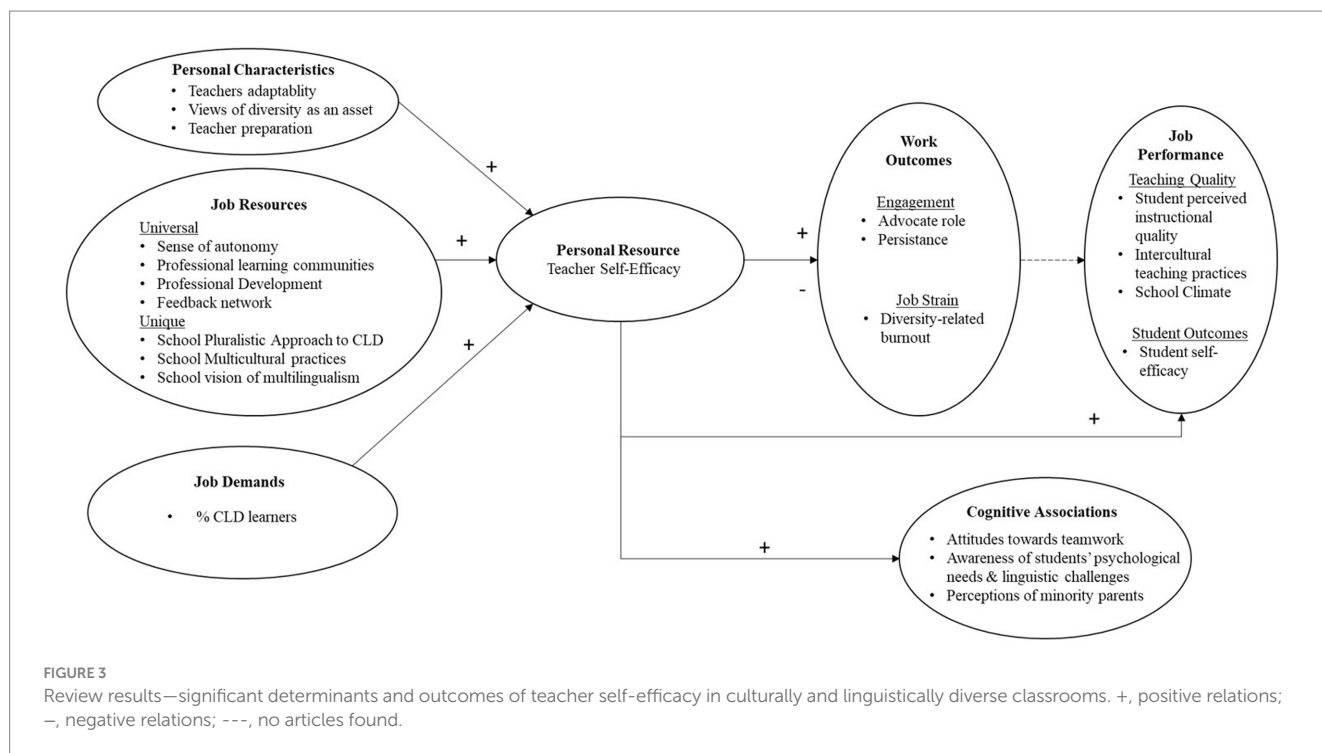 Personal Characteristics
• Teachers adaptablity
• Views of diversity as an asset
• Teacher preparation
+
Job Resources
Universal
• Sense of autonomy
• Professional learning communities
• Professional Development
• Feedback network
Unique
• School Pluralistic Approach to CLD
• School Multicultural practices
• School vision of multilingualism
+
Job Demands
• % CLD learners
+
Personal Resource
Teacher Self-Efficacy
+
-
Work
Outcomes
Engagement
• Advocate role
• Persistance
Job Strain
• Diversity-related
burnout
Job
Performance
Teaching Quality
• Student perceived
instructional
quality
• Intercultural
teaching practices
• School Climate
Student Outcomes
• Student self-
efficacy
+
+
Cognitive Associations
• Attitudes towards teamwork
• Awareness of students’ psychological
needs & linguistic challenges
• Perceptions of minority parents
FIGURE 3
Review results—significant determinants and outcomes of teacher self-efficacy in culturally and linguistically diverse classrooms. +, positive relations;
–, negative relations; ---, no articles found.